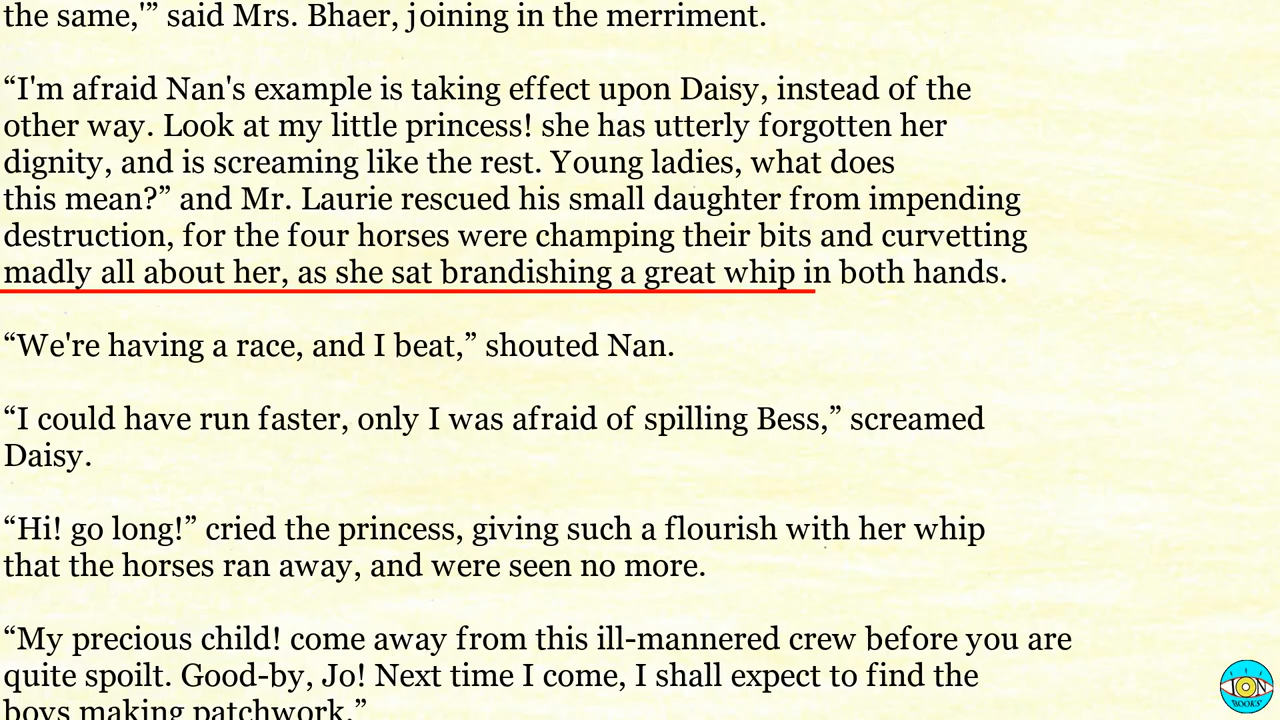 the same,'” said Mrs. Bhaer, joining in the merriment.
“I'm afraid Nan's example is taking effect upon Daisy, instead of the
other way. Look at my little princess! she has utterly forgotten her
dignity, and is screaming like the rest. Young ladies, what does
this mean?” and Mr. Laurie rescued his small daughter from impending
destruction, for the four horses were champing their bits and curvetting
madly all about her, as she sat brandishing a great whip in both hands.
“We're having a race, and I beat,” shouted Nan.
“I could have run faster, only I was afraid of spilling Bess,” screamed
Daisy.
“Hi! go long!” cried the princess, giving such a flourish with her whip
that the horses ran away, and were seen no more.
“My precious child! come away from this ill-mannered crew before you are
quite spoilt. Good-by, Jo! Next time I come, I shall expect to find the
boys making patchwork.”
ION
BOOKS